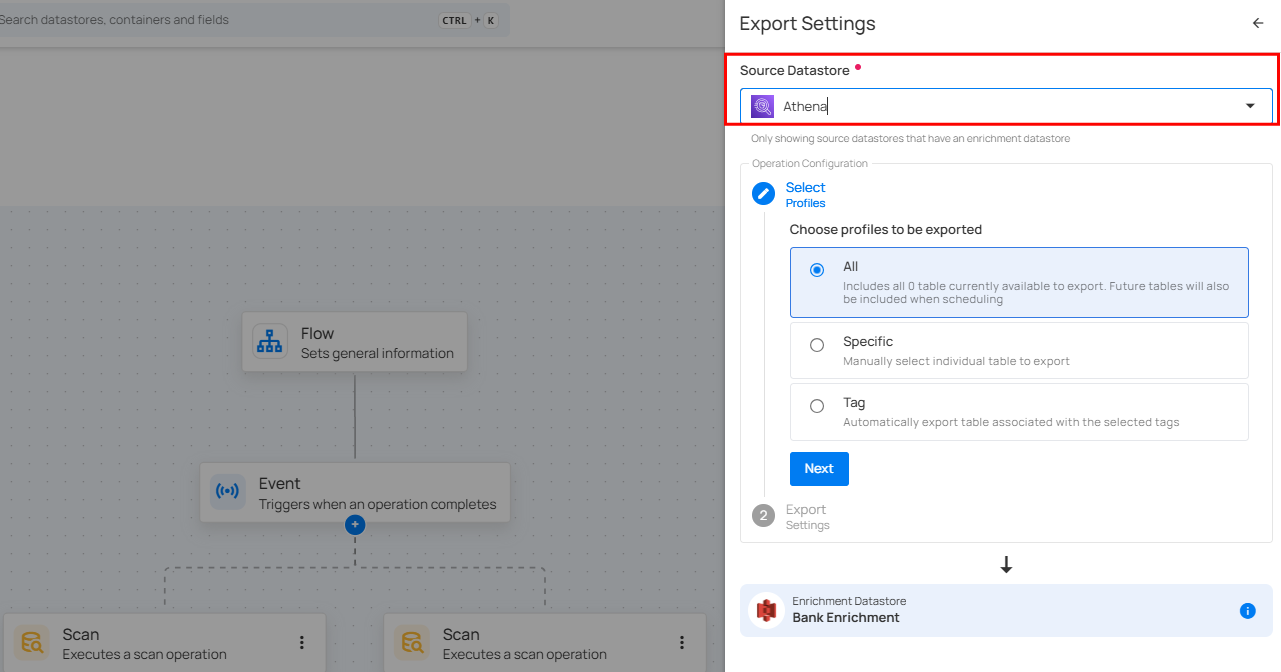 Search datastores, containers and fields
CTRL + K
Flow
Sets general information
Event
Triggers when an operation completes
Scan
Executes a scan operation
Scan
Executes a scan operation
Export Settings
Source Datastore
Athena
Only showing source datastores that have an enrichment datastore
Operation Configuration
Select
Profiles
Choose profiles to be exported
All
Includes all 0 table currently available to export. Future tables will also
be included when scheduling
Specific
Manually select individual table to export
Tag
Automatically export table associated with the selected tags
Next
2
Export
Settings
Enrichment Datastore
Bank Enrichment